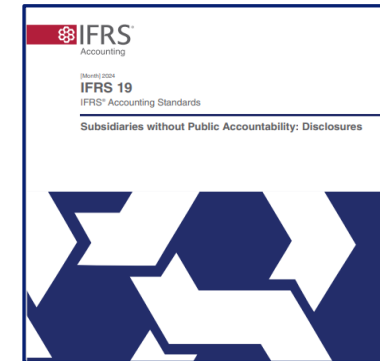 IFRS®
Accounting
[Month] 2024
IFRS 19
IFRS® Accounting Standards
Subsidiaries without Public Accountability: Disclosures